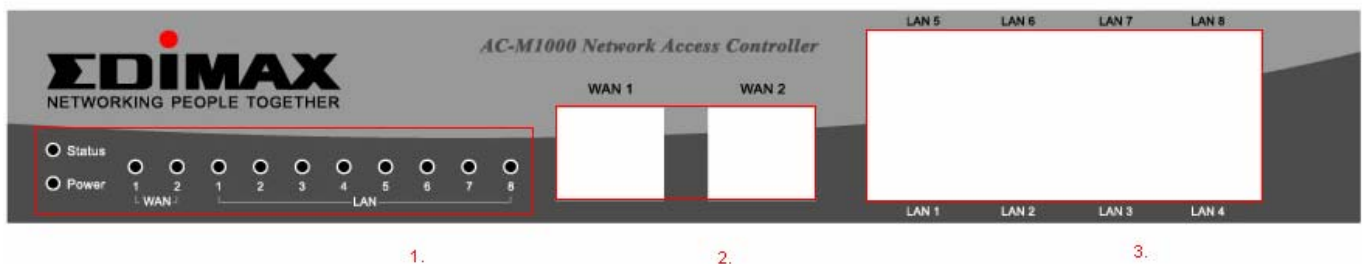 LAN 5 LAN 6 LAN 7 LAN 8
EDIMAX
NETWORKING PEOPLE TOGETHER
AC-M1000 Network Access Controller
WAN 1 WAN 2
Status
Power
1 2 1 2 3 4 5 6 7 8
WAN LAN
LAN 1 LAN 2 LAN 3 LAN 4
1. 2. 3.